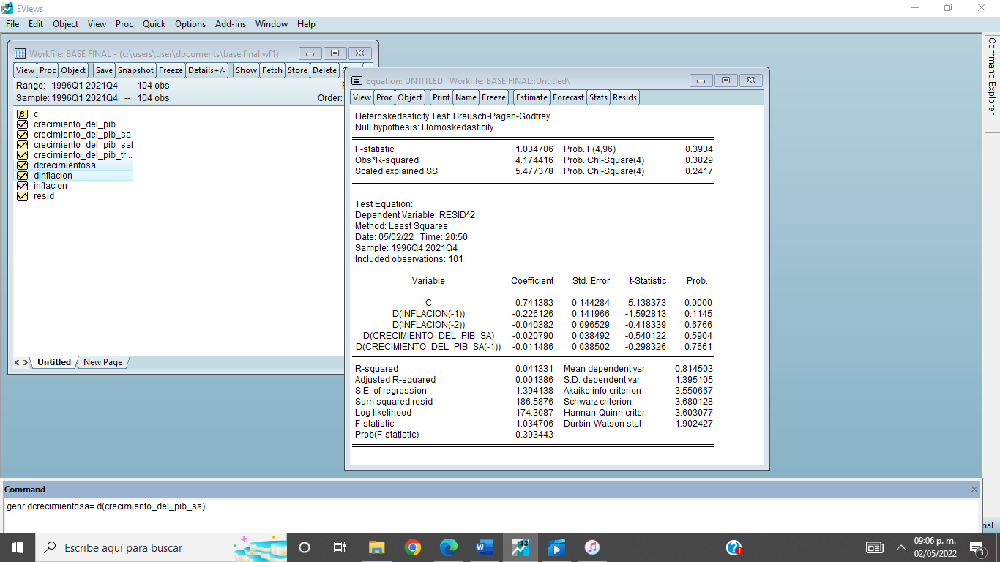 EViews
File Edit Object View Proc Quick Options Add-ins Window Help
Workfile: BASE FINAL - (c:\users\user\documents\base final.wf1)
View Proc Object Save Snapshot Freeze Details+/- Show Fetch Store Delete
Range: 1996Q1 2021Q4 -- 104 obs
Sample: 1996Q1 2021Q4 -- 104 obs Order:
c
crecimiento_del_pib
crecimiento_del_pib_sa
crecimiento_del_pib_saf
crecimiento_del_pib_tr...
dcrecimientosa
dinflacion
inflacion
resid
< > Untitled New Page
Equation: UNTITLED Workfile: BASE FINAL::Untitled\
View Proc Object Print Name Freeze Estimate Forecast Stats Resids
Heteroskedasticity Test: Breusch-Pagan-Godfrey
Null hypothesis: Homoskedasticity
F-statistic 1.034706 Prob. F(4,96) 0.3934
Obs*R-squared 4.174416 Prob. Chi-Square(4) 0.3829
Scaled explained SS 5.477378 Prob. Chi-Square(4) 0.2417
Test Equation:
Dependent Variable: RESID^2
Method: Least Squares
Date: 05/02/22 Time: 20:50
Sample: 1996Q4 2021Q4
Included observations: 101
Variable Coefficient Std. Error t-Statistic Prob.
C 0.741383 0.144284 5.138373 0.0000
D(INFLACION(-1)) -0.226126 0.141966 -1.592813 0.1145
D(INFLACION(-2)) -0.040382 0.096529 -0.418339 0.6766
D(CRECIMIENTO_DEL_PIB_SA) -0.020790 0.038492 -0.540122 0.5904
D(CRECIMIENTO_DEL_PIB_SA(-1)) -0.011486 0.038502 -0.298326 0.7661
R-squared 0.041331 Mean dependent var 0.814503
Adjusted R-squared 0.001386 S.D. dependent var 1.395105
S.E. of regression 1.394138 Akaike info criterion 3.550667
Sum squared resid 186.5876 Schwarz criterion 3.680128
Log likelihood -174.3087 Hannan-Quinn criter. 3.603077
F-statistic 1.034706 Durbin-Watson stat 1.902427
Prob(F-statistic) 0.393443
Command Explorer
Command
genr dcrecimientosa= d(crecimiento_del_pib_sa)
nal
Escribe aquí para buscar
12
09:06 p. m.
02/05/2022
3